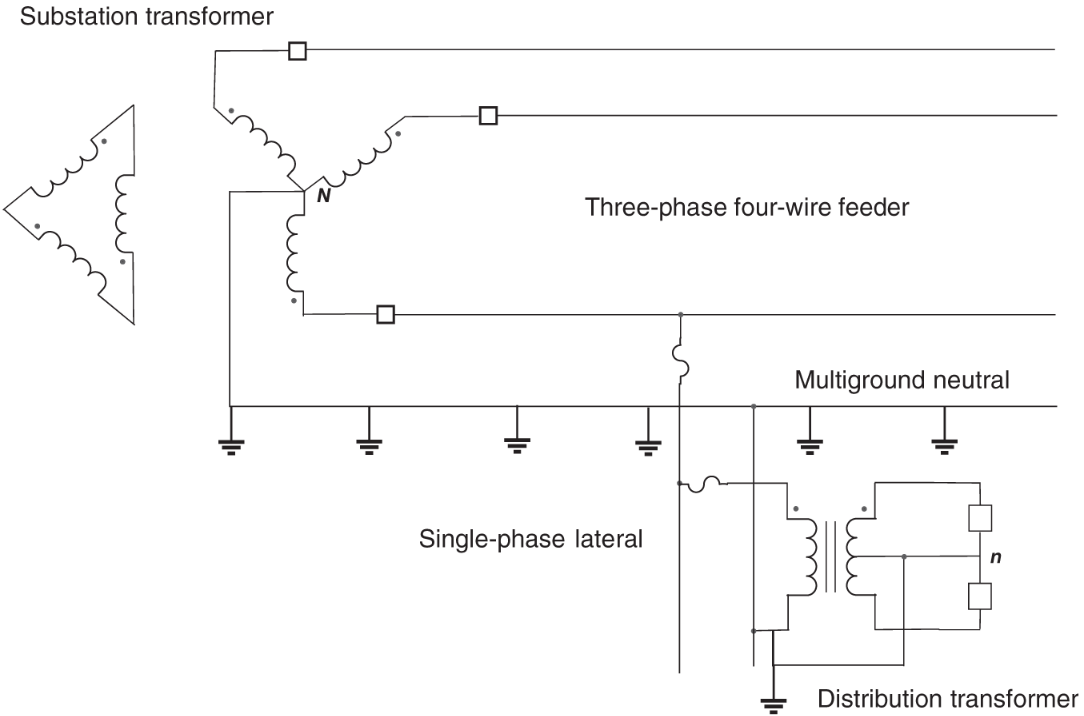 Substation transformer
N
Three-phase four-wire feeder
Multiground neutral
Single-phase lateral
n
Distribution transformer